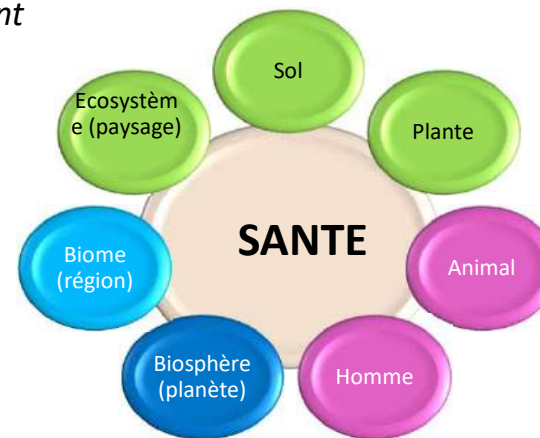 nt
Sol
Ecosystèm
e (paysage)
Plante
SANTE
Biome
(région)
Animal
Biosphère
(planète)
Homme